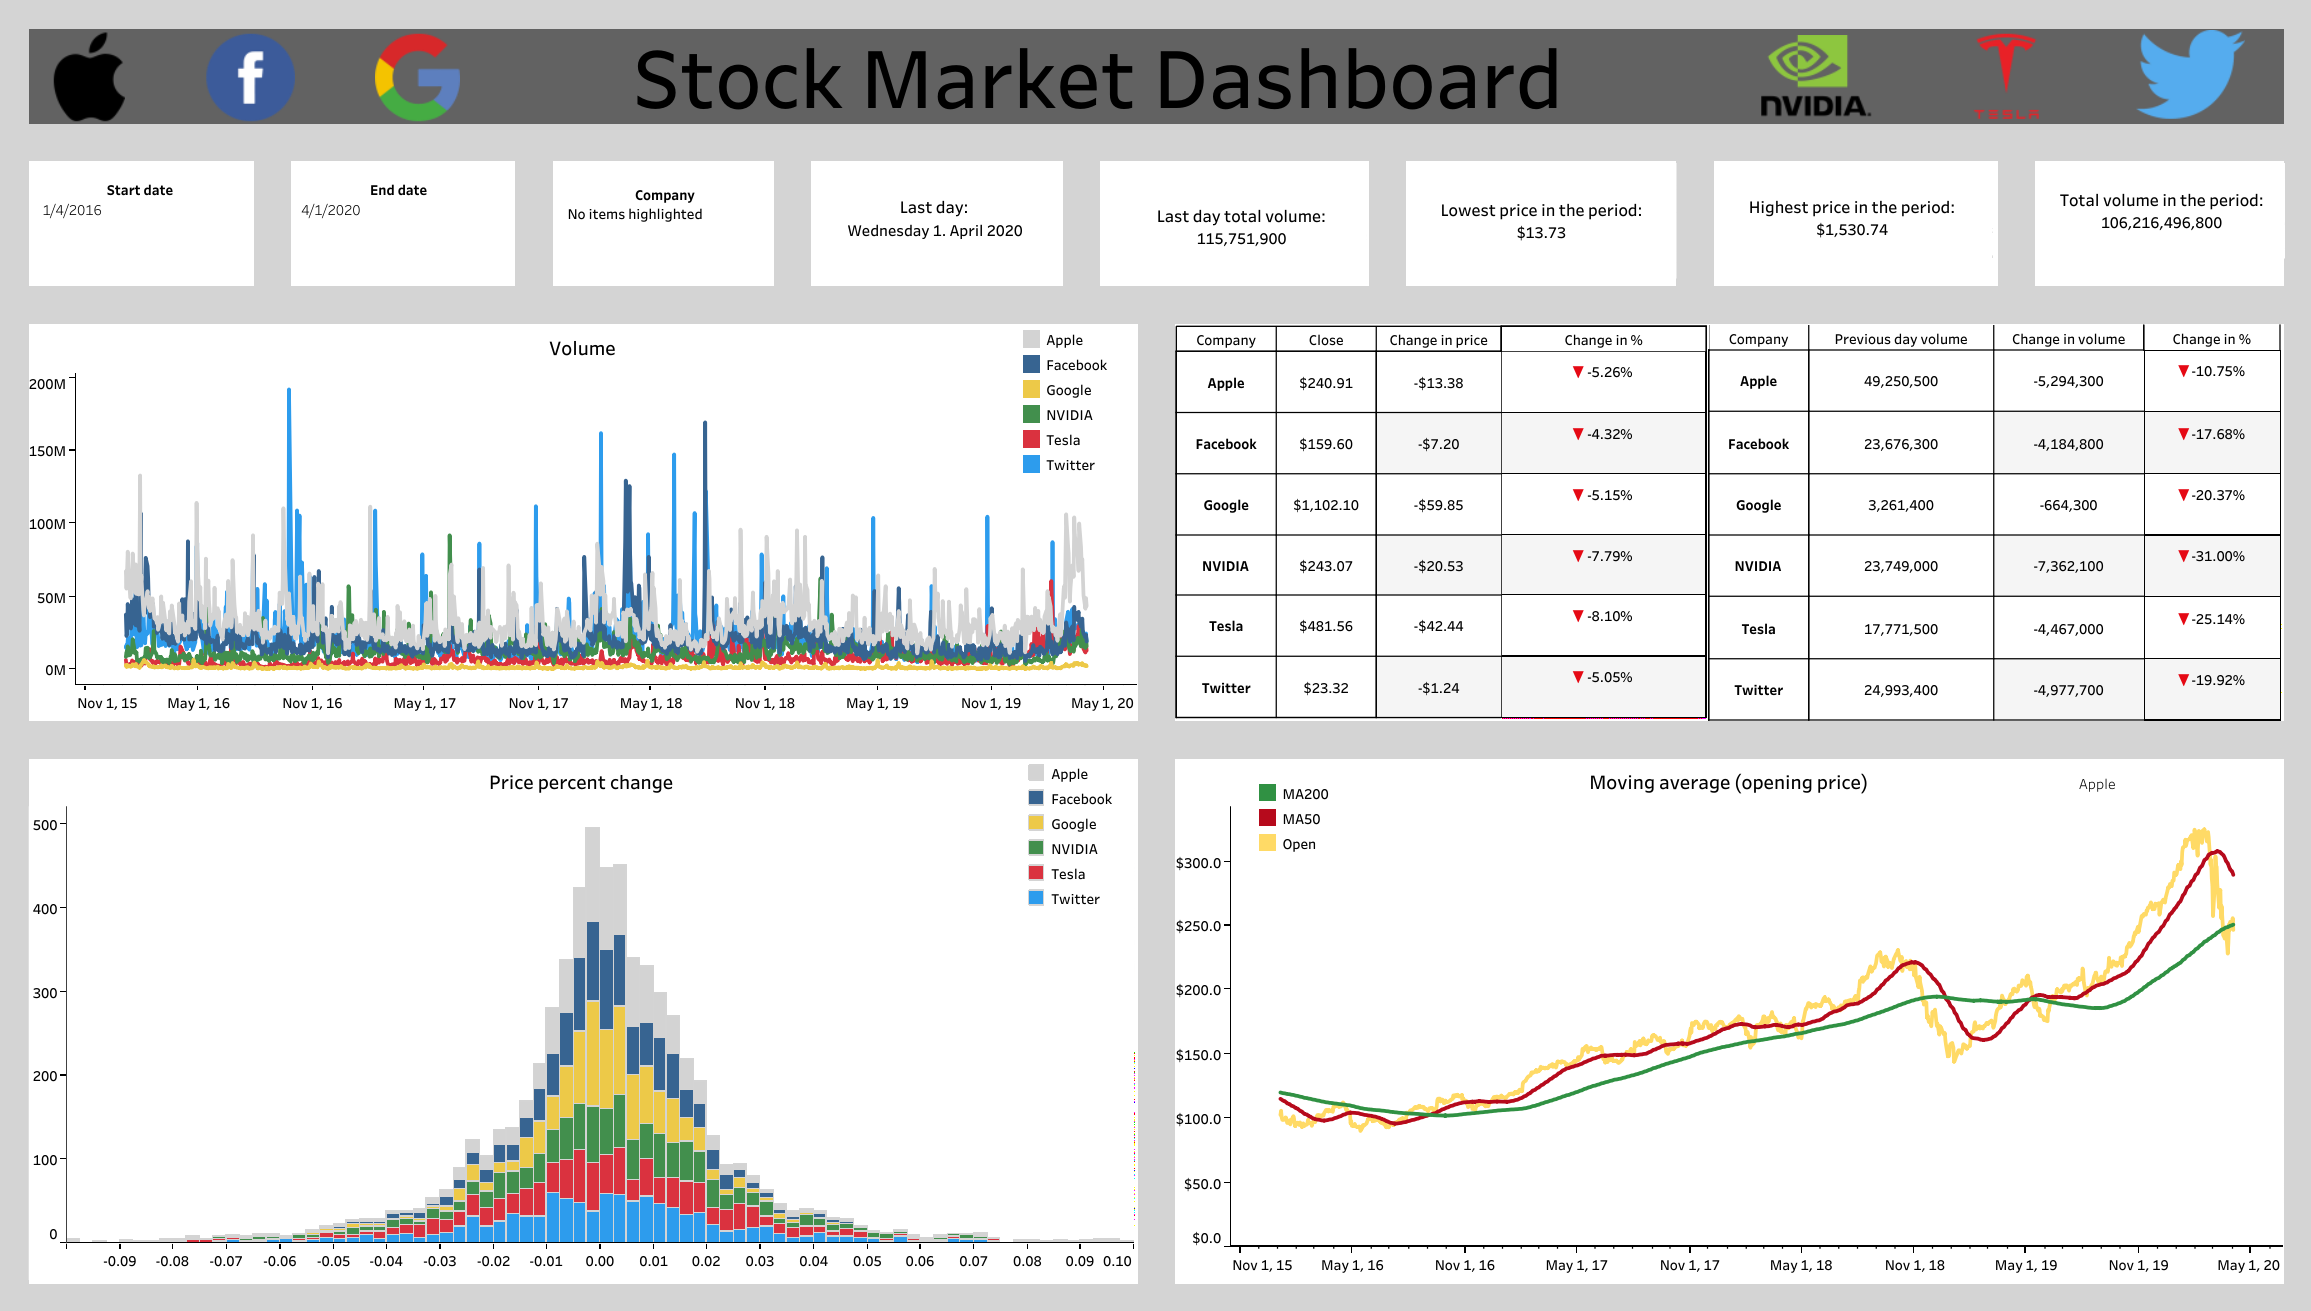 Stock Market Dashboard
NVIDIA.
TESLA
Start date
1/4/2016
End date
4/1/2020
Company
No items highlighted
Last day:
Wednesday 1. April 2020
Last day total volume:
115,751,900
Lowest price in the period:
$13.73
Highest price in the period:
$1,530.74
Total volume in the period:
106,216,496,800
Volume
Apple
Facebook
Google
NVIDIA
Tesla
Twitter
200M
150M
100M
50M
0M
Nov 1, 15 May 1, 16 Nov 1, 16 May 1, 17 Nov 1, 17 May 1, 18 Nov 1, 18 May 1, 19 Nov 1, 19 May 1, 20
Company Close Change in price Change in %
Apple $240.91 -$13.38 ▼ -5.26%
Facebook $159.60 -$7.20 ▼ -4.32%
Google $1,102.10 -$59.85 ▼ -5.15%
NVIDIA $243.07 -$20.53 ▼ -7.79%
Tesla $481.56 -$42.44 ▼ -8.10%
Twitter $23.32 -$1.24 ▼ -5.05%
Company Previous day volume Change in volume Change in %
Apple 49,250,500 -5,294,300 ▼ -10.75%
Facebook 23,676,300 -4,184,800 ▼ -17.68%
Google 3,261,400 -664,300 ▼ -20.37%
NVIDIA 23,749,000 -7,362,100 ▼ -31.00%
Tesla 17,771,500 -4,467,000 ▼ -25.14%
Twitter 24,993,400 -4,977,700 ▼ -19.92%
Price percent change
Apple
Facebook
Google
NVIDIA
Tesla
Twitter
500
400
300
200
100
0
-0.09 -0.08 -0.07 -0.06 -0.05 -0.04 -0.03 -0.02 -0.01 0.00 0.01 0.02 0.03 0.04 0.05 0.06 0.07 0.08 0.09 0.10
Moving average (opening price)
Apple
MA200
MA50
Open
$300.0
$250.0
$200.0
$150.0
$100.0
$50.0
$0.0
Nov 1, 15 May 1, 16 Nov 1, 16 May 1, 17 Nov 1, 17 May 1, 18 Nov 1, 18 May 1, 19 Nov 1, 19 May 1, 20